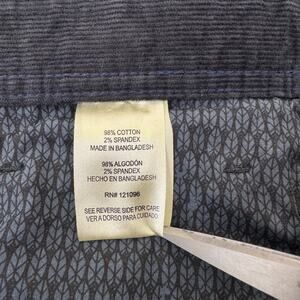 98% COTTON
2% SPANDEX
MADE IN BANGLADESH
98% ALGODÓN
2% SPANDEX
HECHO EN BANGLADESH
RN# 121096
SEE REVERSE SIDE FOR CARE
VER A DORSO PARA CUIDADO